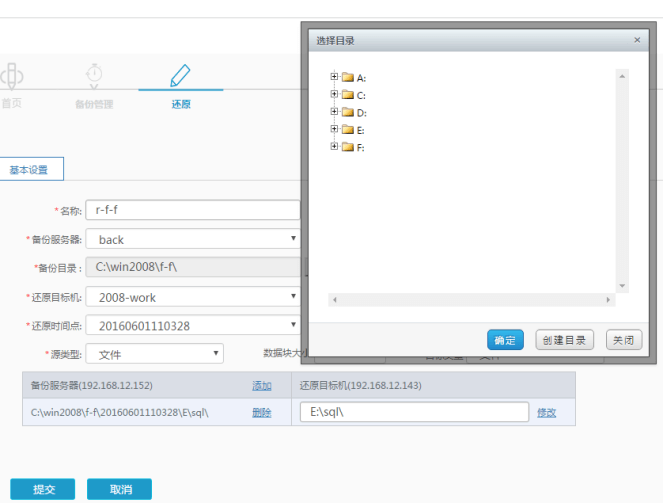 选择目录 ×
A:
C:
D:
E:
F:
确定 创建目录 关闭
首页 备份管理 还原
基本设置
*名称: r-f-f
*备份服务器: back
*备份目录： C:\win2008\f-f\
*还原目标机: 2008-work
*还原时间点: 20160601110328
*源类型: 文件 数据块大小
备份服务器(192.168.12.152) 添加 还原目标机(192.168.12.143)
C:\win2008\f-f\20160601110328\E\sql\ 删除 E:\sql\ 修改
提交 取消